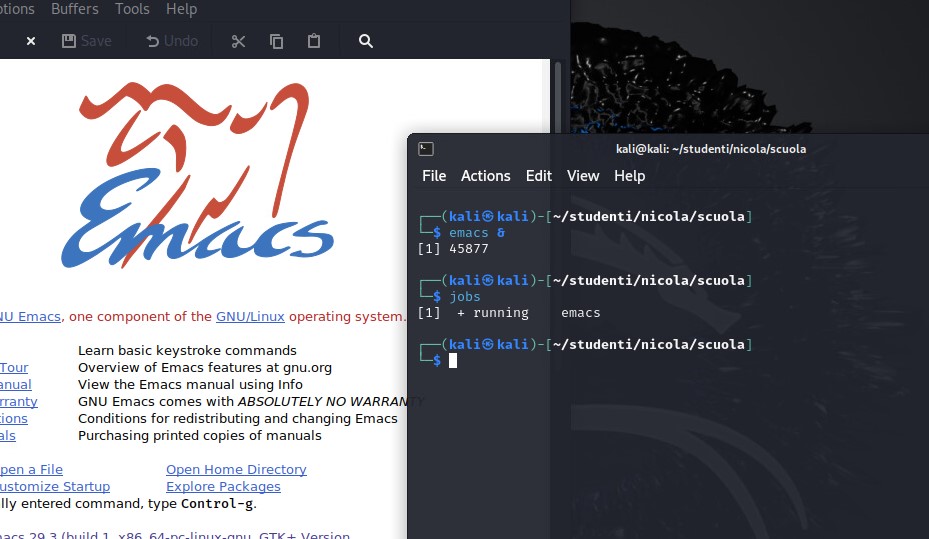 ptions Buffers Tools Help
Save Undo
Emacs
NU Emacs, one component of the GNU/Linux operating system.
Learn basic keystroke commands
Tour Overview of Emacs features at gnu.org
anual View the Emacs manual using Info
rranty GNU Emacs comes with ABSOLUTELY NO WARRANTY
tions Conditions for redistributing and changing Emacs
als Purchasing printed copies of manuals
pen a File Open Home Directory
ustomize Startup Explore Packages
lly entered command, type Control-g.
macs 29.3 (build 1, x86_64-pc-linux-gnu, GTK+ Version
kali@kali: ~/studenti/nicola/scuola
File Actions Edit View Help
┌──(kali㉿kali)-[~/studenti/nicola/scuola]
└─$ emacs &
[1] 45877
┌──(kali㉿kali)-[~/studenti/nicola/scuola]
└─$ jobs
[1]  + running    emacs
┌──(kali㉿kali)-[~/studenti/nicola/scuola]
└─$